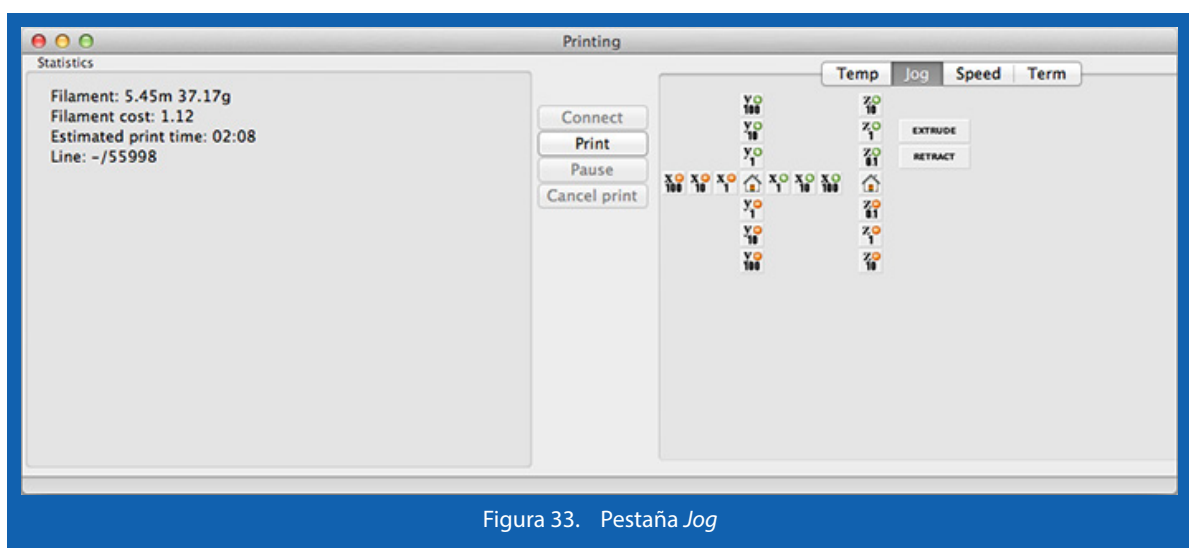 Printing
Statistics
Filament: 5.45m 37.17g
Filament cost: 1.12
Estimated print time: 02:08
Line: -/55998
Connect
Print
Pause
Cancel print
Temp Jog Speed Term
Y 100 Z 10
Y 10 Z 1 EXTRUDE
Y 1 Z 0.1 RETRACT
X 100 X 10 X 1 X 1 X 10 X 100
Y 1 Z 0.1
Y 10 Z 1
Y 100 Z 10
Figura 33. Pestaña Jog